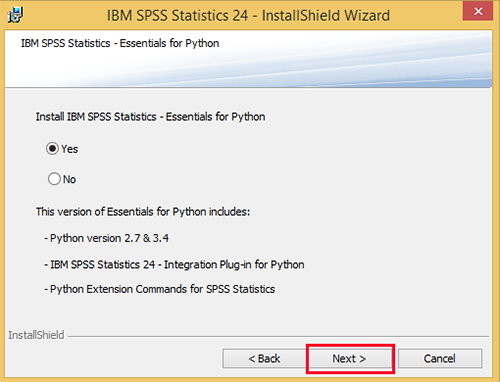 IBM SPSS Statistics 24 - InstallShield Wizard
IBM SPSS Statistics - Essentials for Python
Install IBM SPSS Statistics - Essentials for Python
Yes
No
This version of Essentials for Python includes:
- Python version 2.7 & 3.4
- IBM SPSS Statistics 24 - Integration Plug-in for Python
- Python Extension Commands for SPSS Statistics
InstallShield
< Back Next > Cancel